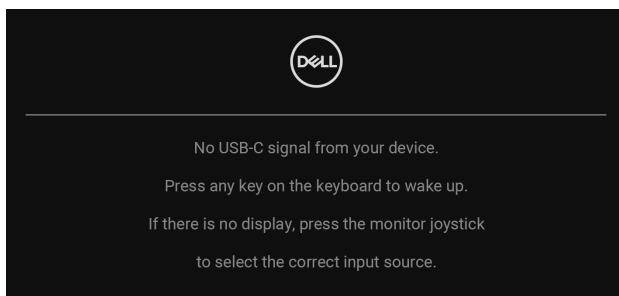 DELL
No USB-C signal from your device.
Press any key on the keyboard to wake up.
If there is no display, press the monitor joystick
to select the correct input source.